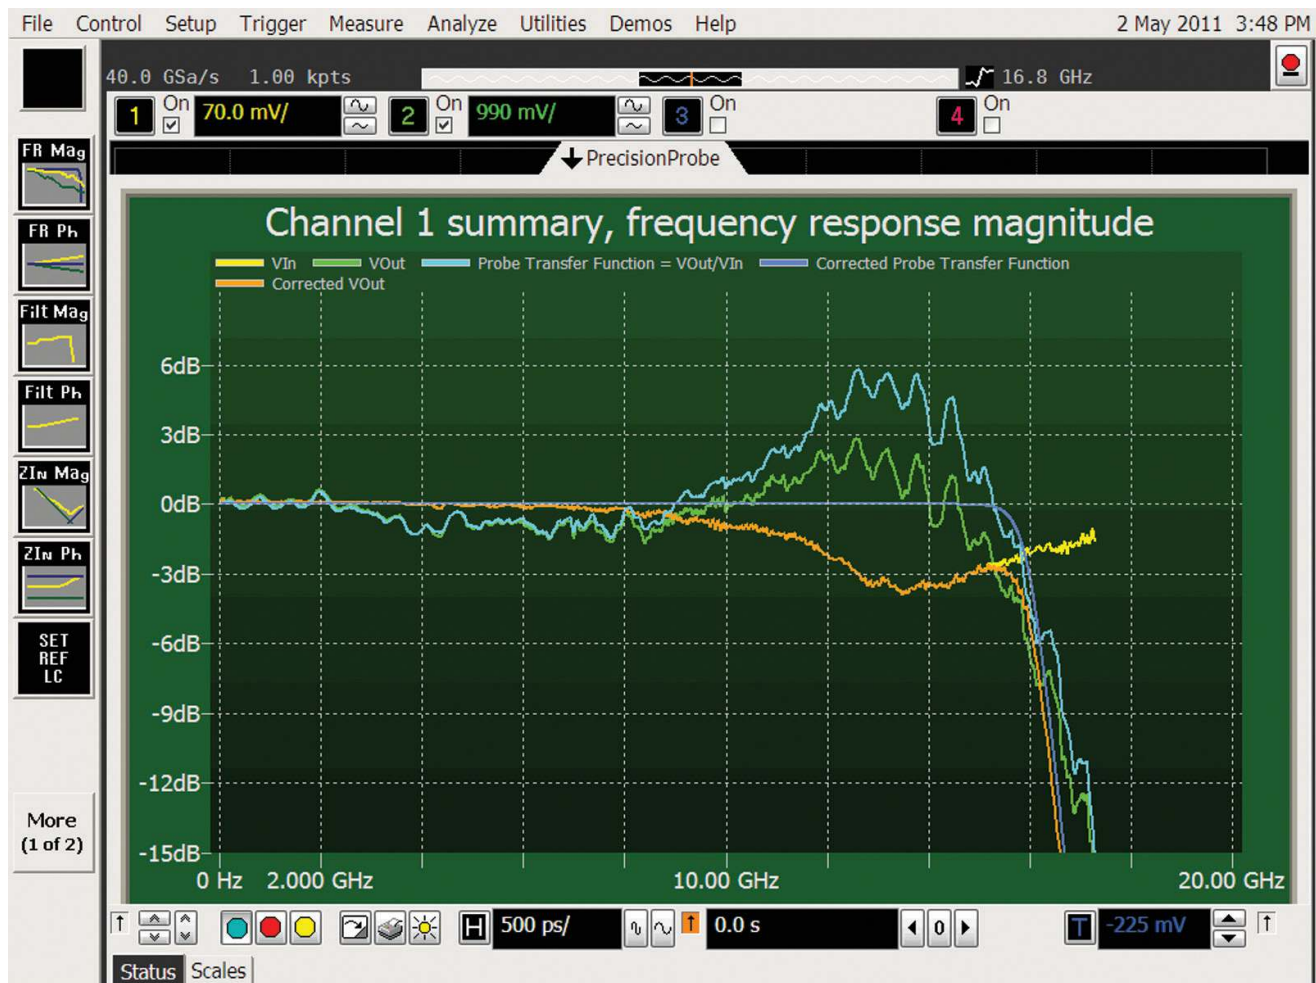 File Control Setup Trigger Measure Analyze Utilities Demos Help 2 May 2011 3:48 PM
40.0 GSa/s 1.00 kpts 16.8 GHz
1 On 70.0 mV/ 2 On 990 mV/ 3 On 4 On
PrecisionProbe
FR Mag
FR Ph
Filt Mag
Filt Ph
ZIn Mag
ZIn Ph
SET
REF
LC
More
(1 of 2)
Channel 1 summary, frequency response magnitude
VIn VOut Probe Transfer Function = VOut/VIn Corrected Probe Transfer Function
Corrected VOut
6dB
3dB
0dB
-3dB
-6dB
-9dB
-12dB
-15dB
0 Hz 2.000 GHz 10.00 GHz 20.00 GHz
H 500 ps/ 0.0 s 0 T -225 mV
Status Scales